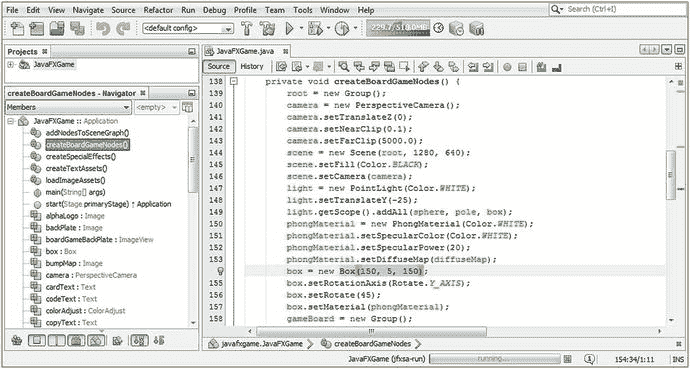 File Edit View Navigate Source Refactor Run Debug Profile Team Tools Window Help
Search (Ctrl+I)
<default config>
229.7 / 518.0MB
Projects
JavaFXGame
createBoardGameNodes - Navigator
Members
<empty>
JavaFXGame :: Application
addNodesToSceneGraph()
createBoardGameNodes()
createSpecialEffects()
createTextAssets()
loadImageAssets()
main(String[] args)
start(Stage primaryStage) ↑ Application
alphaLogo : Image
backPlate : Image
boardGameBackPlate : ImageView
box : Box
bumpMap : Image
camera : PerspectiveCamera
cardText : Text
codeText : Text
colorAdjust : ColorAdjust
copyText : Text
JavaFXGame.java
Source History
138 private void createBoardGameNodes() {
139 root = new Group();
140 camera = new PerspectiveCamera();
141 camera.setTranslateZ(0);
142 camera.setNearClip(0.1);
143 camera.setFarClip(5000.0);
144 scene = new Scene(root, 1280, 640);
145 scene.setFill(Color.BLACK);
146 scene.setCamera(camera);
147 light = new PointLight(Color.WHITE);
148 light.setTranslateY(-25);
149 light.getScope().addAll(sphere, pole, box);
150 phongMaterial = new PhongMaterial(Color.WHITE);
151 phongMaterial.setSpecularColor(Color.WHITE);
152 phongMaterial.setSpecularPower(20);
153 phongMaterial.setDiffuseMap(diffuseMap);
box = new Box(150, 5, 150);
155 box.setRotationAxis(Rotate.Y_AXIS);
156 box.setRotate(45);
157 box.setMaterial(phongMaterial);
158 gameBoard = new Group();
javafxgame.JavaFXGame createBoardGameNodes
JavaFXGame (jfxsa-run) running... 154:34/1:11 INS